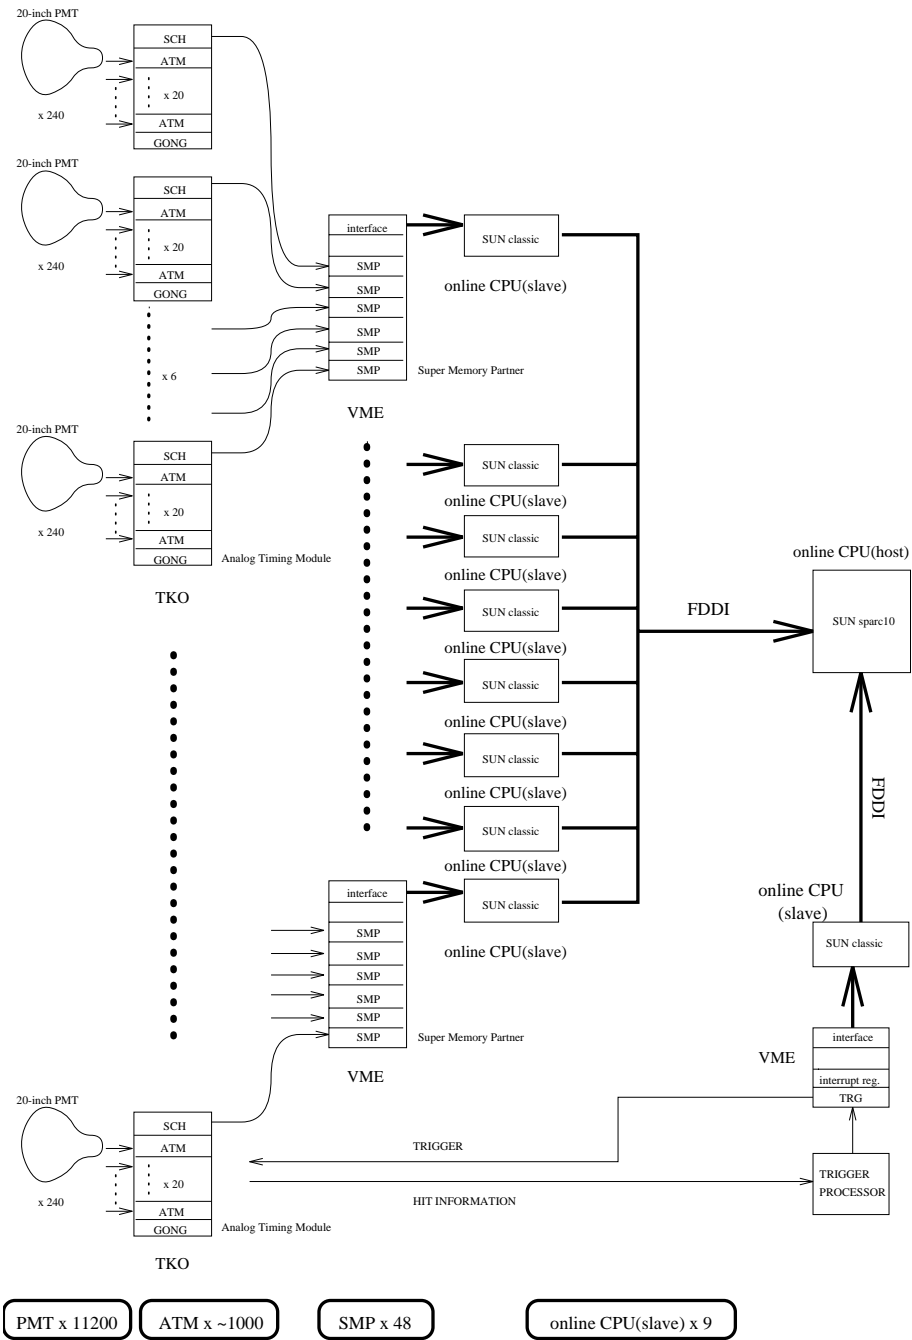 20-inch PMT
SCH
ATM
x 20
x 240
ATM
GONG
20-inch PMT
SCH
ATM
x 20
x 240
ATM
GONG
x 6
interface
SMP
SMP
SMP
SMP
SMP
SMP
Super Memory Partner
VME
SUN classic
online CPU(slave)
20-inch PMT
SCH
ATM
x 20
x 240
ATM
GONG
Analog Timing Module
TKO
SUN classic
online CPU(slave)
SUN classic
online CPU(slave)
SUN classic
online CPU(slave)
SUN classic
online CPU(slave)
SUN classic
online CPU(slave)
SUN classic
online CPU(slave)
SUN classic
online CPU(slave)
FDDI
online CPU(host)
SUN sparc10
FDDI
interface
SMP
SMP
SMP
SMP
SMP
SMP
Super Memory Partner
VME
online CPU
(slave)
SUN classic
VME
interface
interrupt reg.
TRG
TRIGGER
PROCESSOR
TRIGGER
HIT INFORMATION
20-inch PMT
SCH
ATM
x 20
x 240
ATM
GONG
Analog Timing Module
TKO
PMT x 11200
ATM x ~1000
SMP x 48
online CPU(slave) x 9